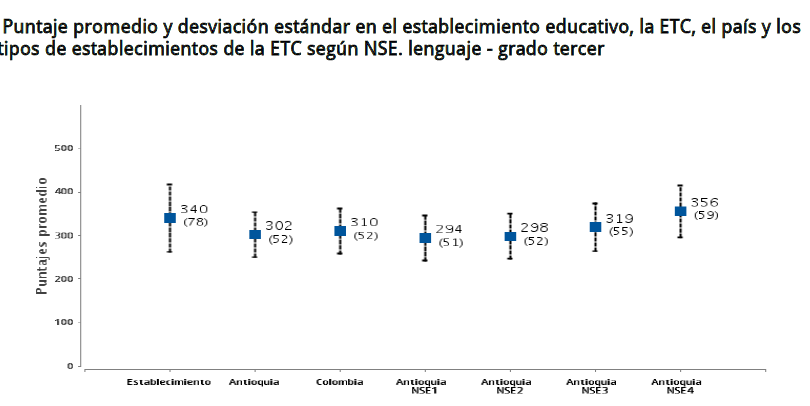 Puntaje promedio y desviación estándar en el establecimiento educativo, la ETC, el país y los
tipos de establecimientos de la ETC según NSE. lenguaje - grado tercer
Puntajes promedio
500
400
300
200
100
0
340
(78)
302
(52)
310
(52)
294
(51)
298
(52)
319
(55)
356
(59)
Establecimiento
Antioquia
Colombia
Antioquia
NSE1
Antioquia
NSE2
Antioquia
NSE3
Antioquia
NSE4